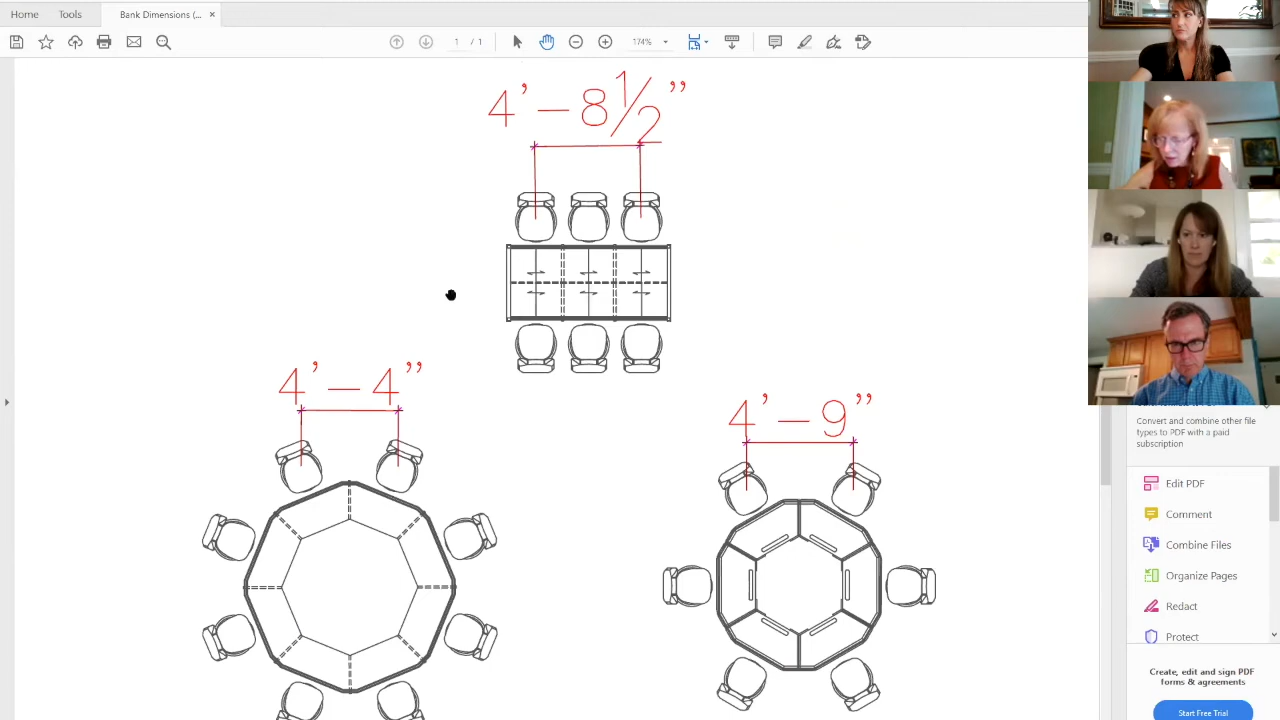 Home
Tools
Bank Dimensions (...
1
174%
4'-8 1/2"
4'-4"
4'-9"
Convert and combine other file
types to PDF with a paid
subscription
Edit PDF
Comment
Combine Files
Organize Pages
Redact
Protect
Create, edit and sign PDF
forms & agreements
Start Free Trial